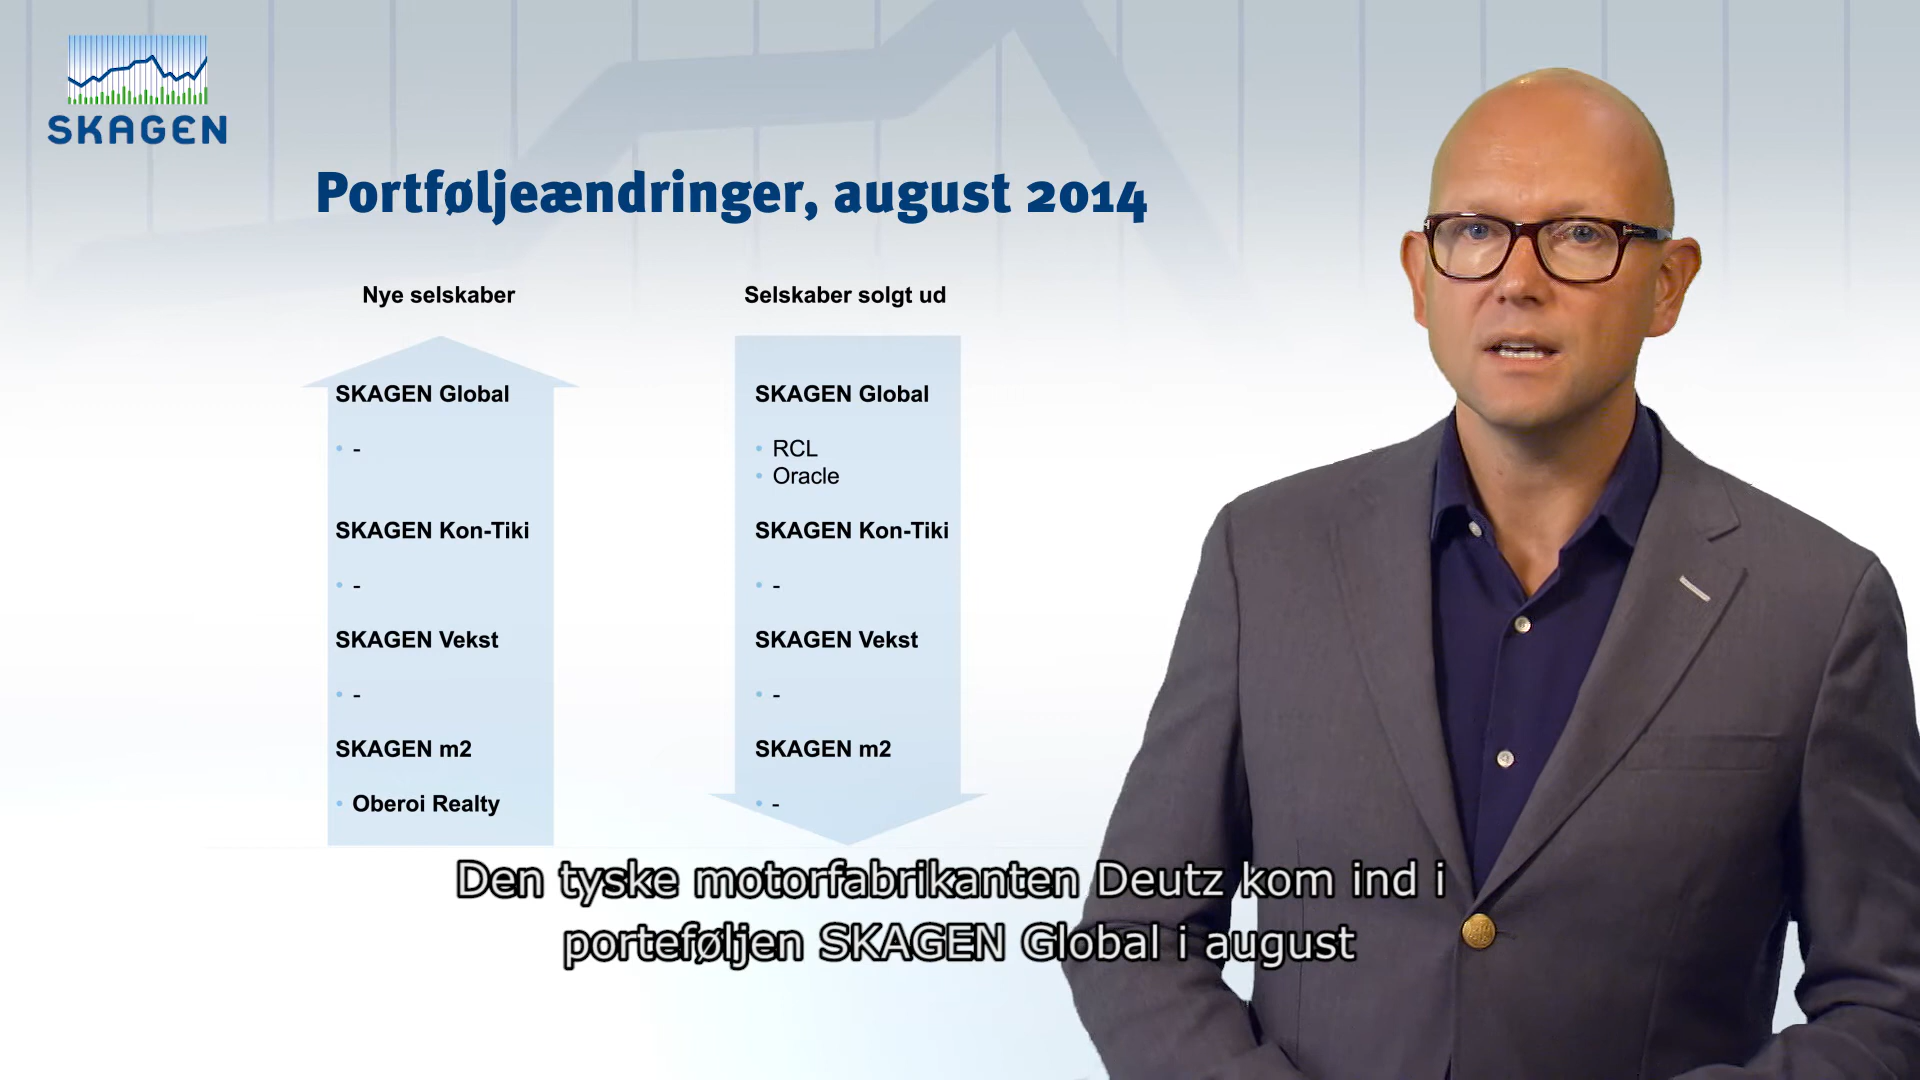 SKAGEN
Portføljeændringer, august 2014
Nye selskaber
SKAGEN Global
• -
SKAGEN Kon-Tiki
• -
SKAGEN Vekst
• -
SKAGEN m2
• Oberoi Realty
Selskaber solgt ud
SKAGEN Global
• RCL
• Oracle
SKAGEN Kon-Tiki
• -
SKAGEN Vekst
• -
SKAGEN m2
• -
Den tyske motorfabrikanten Deutz kom ind i
porteføljen SKAGEN Global i august